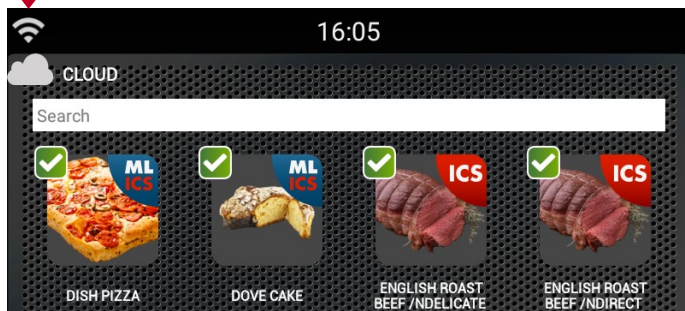 16:05
CLOUD
Search
ML
ICS
ML
ICS
ICS
ICS
DISH PIZZA
DOVE CAKE
ENGLISH ROAST
BEEF /NDELICATE
ENGLISH ROAST
BEEF /NDIRECT